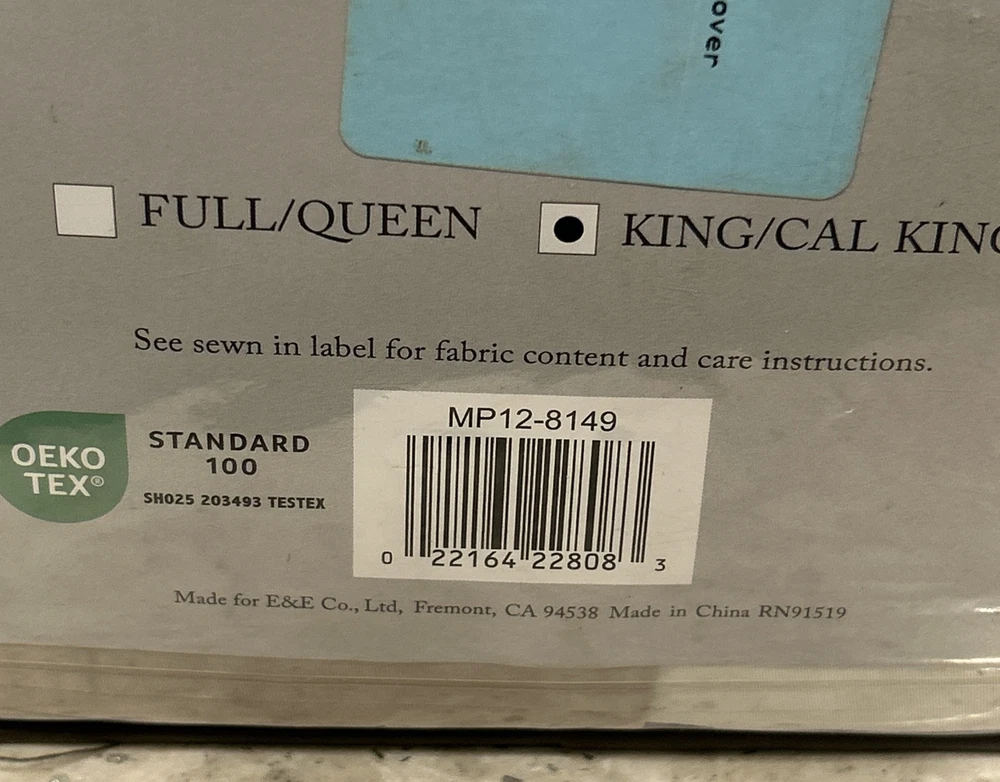 over
FULL/QUEEN
KING/CAL KING
See sewn in label for fabric content and care instructions.
OEKO
TEX®
STANDARD
100
SH025 203493 TESTEX
MP12-8149
0 22164 22808 3
Made for E&E Co., Ltd, Fremont, CA 94538 Made in China RN91519